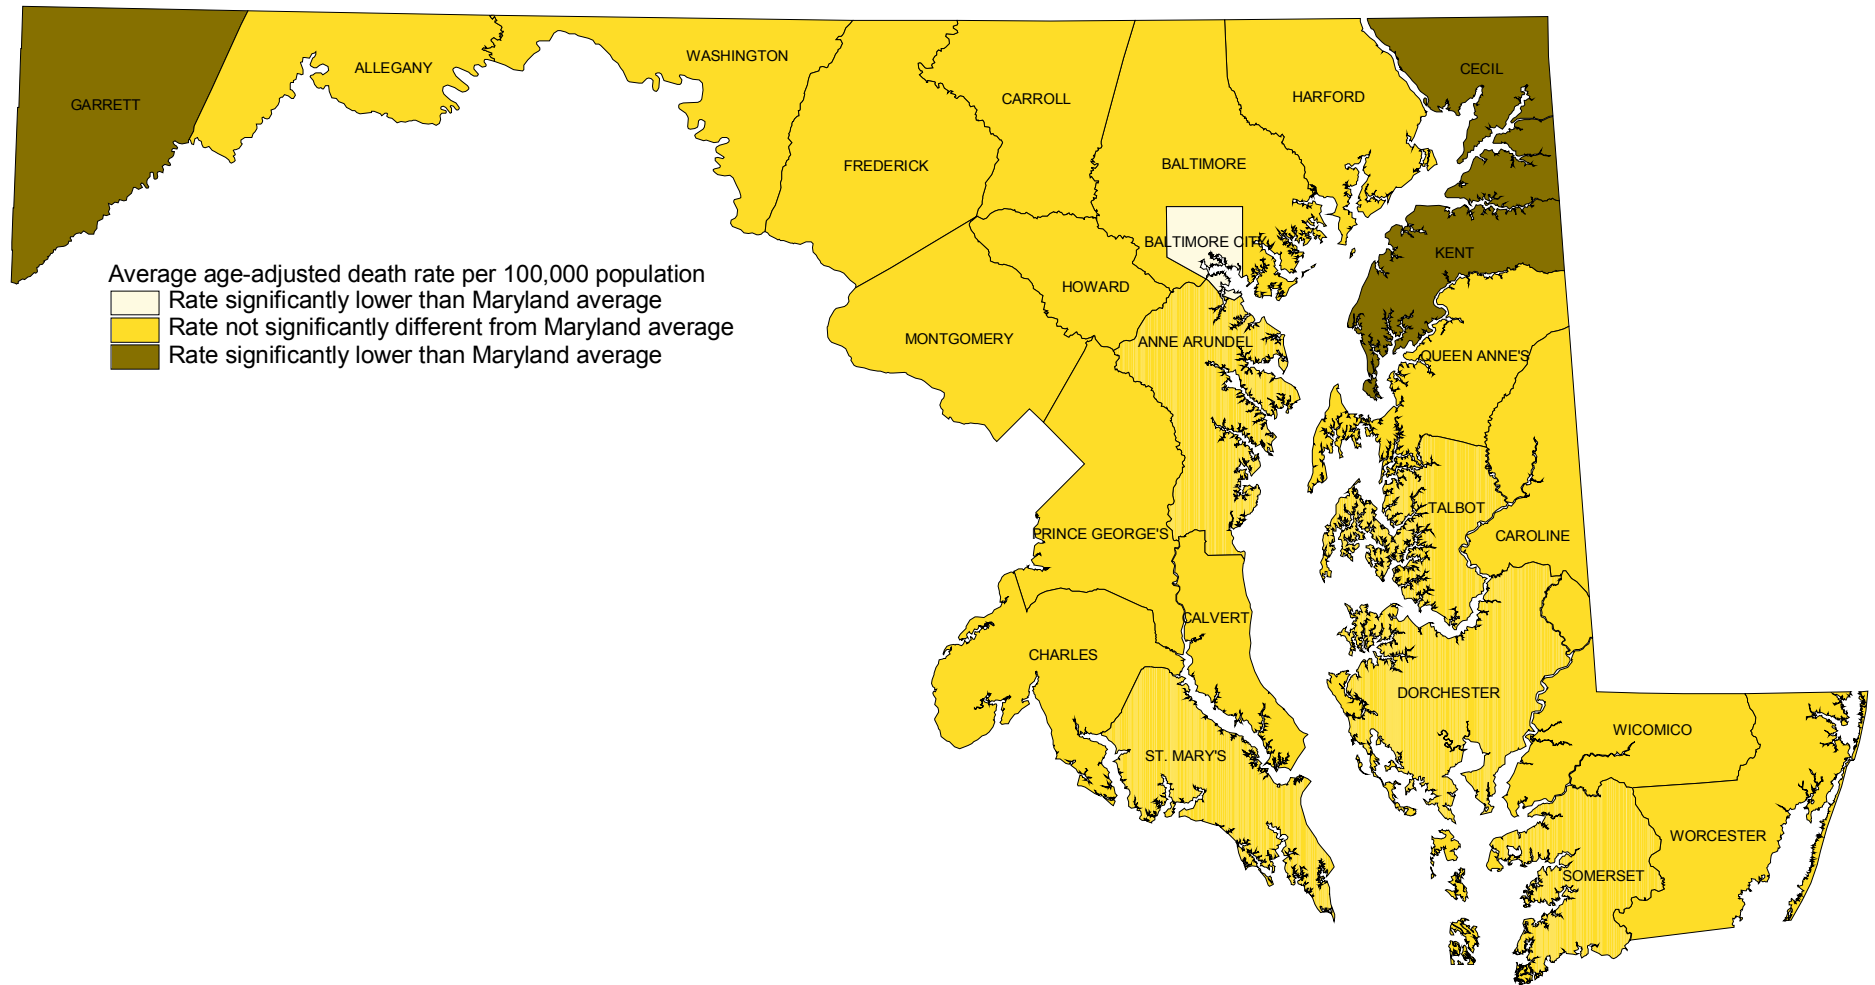 GARRETT
ALLEGANY
WASHINGTON
FREDERICK
CARROLL
BALTIMORE
HARFORD
CECIL
BALTIMORE CITY
KENT
Average age-adjusted death rate per 100,000 population
Rate significantly lower than Maryland average
Rate not significantly different from Maryland average
Rate significantly lower than Maryland average
HOWARD
MONTGOMERY
ANNE ARUNDEL
QUEEN ANNE'S
TALBOT
PRINCE GEORGE'S
CAROLINE
CALVERT
CHARLES
DORCHESTER
ST. MARY'S
WICOMICO
WORCESTER
SOMERSET